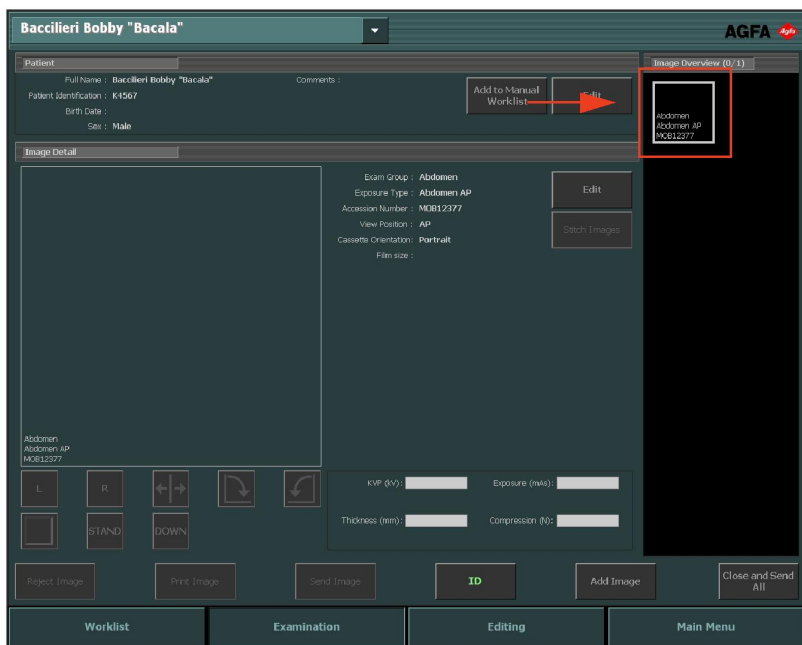 Baccilieri Bobby "Bacala"
AGFA
Agfa
Patient
Full Name : Baccilieri Bobby "Bacala"
Comments :
Patient Identification : K4567
Birth Date :
Sex : Male
Add to Manual Worklist
Edit
Image Overview (0/1)
Abdomen
Abdomen AP
MOB12377
Image Detail
Exam Group : Abdomen
Exposure Type : Abdomen AP
Accession Number : MOB12377
View Position : AP
Cassette Orientation: Portrait
Film size :
Edit
Stitch Images
Abdomen
Abdomen AP
MOB12377
L
R
STAND
DOWN
KVP (kV):
Exposure (mAs):
Thickness (mm):
Compression (N):
Reject Image
Print Image
Send Image
ID
Add Image
Close and Send All
Worklist
Examination
Editing
Main Menu